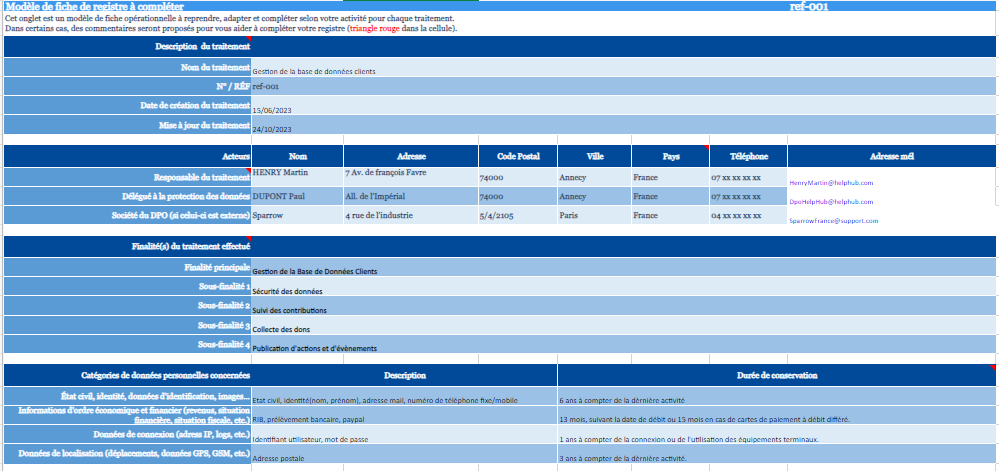 Modèle de fiche de registre à compléter ref-001
Cet onglet est un modèle de fiche opérationnelle à reprendre, adapter et compléter selon votre activité pour chaque traitement.
Dans certains cas, des commentaires seront proposés pour vous aider à compléter votre registre (triangle rouge dans la cellule).
Description du traitement
Nom du traitement Gestion de la base de données clients
N° / RÉF ref-001
Date de création du traitement 15/06/2023
Mise à jour du traitement 24/10/2023
Acteurs Nom Adresse Code Postal Ville Pays Téléphone Adresse mél
Responsable du traitement HENRY Martin 7 Av. de françois Favre 74000 Annecy France 07 xx xx xx xx HenryMartin@helphub.com
Délégué à la protection des données DUPONT Paul All. de l'Impérial 74000 Annecy France 07 xx xx xx xx DpoHelpHub@helphub.com
Société du DPO (si celui-ci est externe) Sparrow 4 rue de l'industrie 5/4/2105 Paris France 04 xx xx xx xx SparrowFrance@support.com
Finalité(s) du traitement effectué
Finalité principale Gestion de la Base de Données Clients
Sous-finalité 1 Sécurité des données
Sous-finalité 2 Suivi des contributions
Sous-finalité 3 Collecte des dons
Sous-finalité 4 Publication d'actions et d'évènements
Catégories de données personnelles concernées Description Durée de conservation
État civil, identité, données d'identification, images... Etat civil, identité(nom, prénom), adresse mail, numéro de téléphone fixe/mobile 6 ans à compter de la dérnière activité
Informations d'ordre économique et financier (revenus, situation
financière, situation fiscale, etc.) RIB, prélèvement bancaire, paypal 13 mois, suivant la date de débit ou 15 mois en cas de cartes de paiement à débit différé.
Données de connexion (adress IP, logs, etc.) Identifiant utilisateur, mot de passe 1 ans à compter de la connexion ou de l'utilisation des équipements terminaux.
Données de localisation (déplacements, données GPS, GSM, etc.) Adresse postale 3 ans à compter de la dérnière activité.